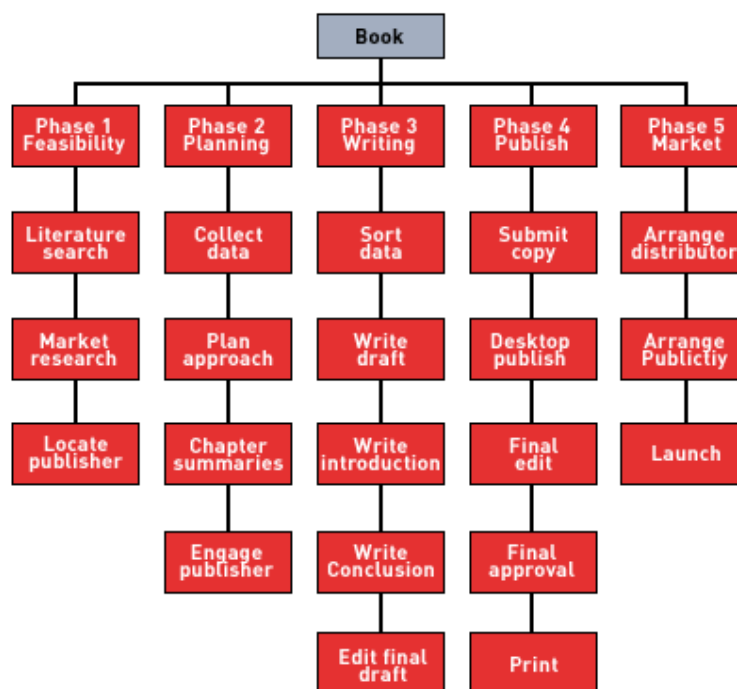 Book
Phase 1
Feasibility
Phase 2
Planning
Phase 3
Writing
Phase 4
Publish
Phase 5
Market
Literature
search
Collect
data
Sort
data
Submit
copy
Arrange
distributor
Market
research
Plan
approach
Write
draft
Desktop
publish
Arrange
Publictiy
Locate
publisher
Chapter
summaries
Write
introduction
Final
edit
Launch
Engage
publisher
Write
Conclusion
Final
approval
Edit final
draft
Print